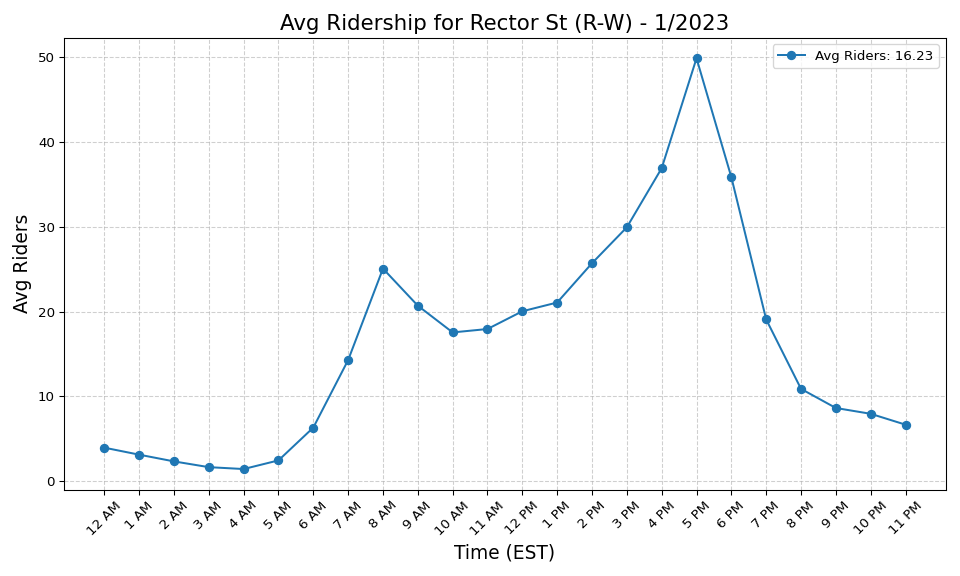 Avg Ridership for Rector St (R-W) - 1/2023
Avg Riders: 16.23
Avg Riders
50
40
30
20
10
0
12 AM
1 AM
2 AM
3 AM
4 AM
5 AM
6 AM
7 AM
8 AM
9 AM
10 AM
11 AM
12 PM
1 PM
2 PM
3 PM
4 PM
5 PM
6 PM
7 PM
8 PM
9 PM
10 PM
11 PM
Time (EST)